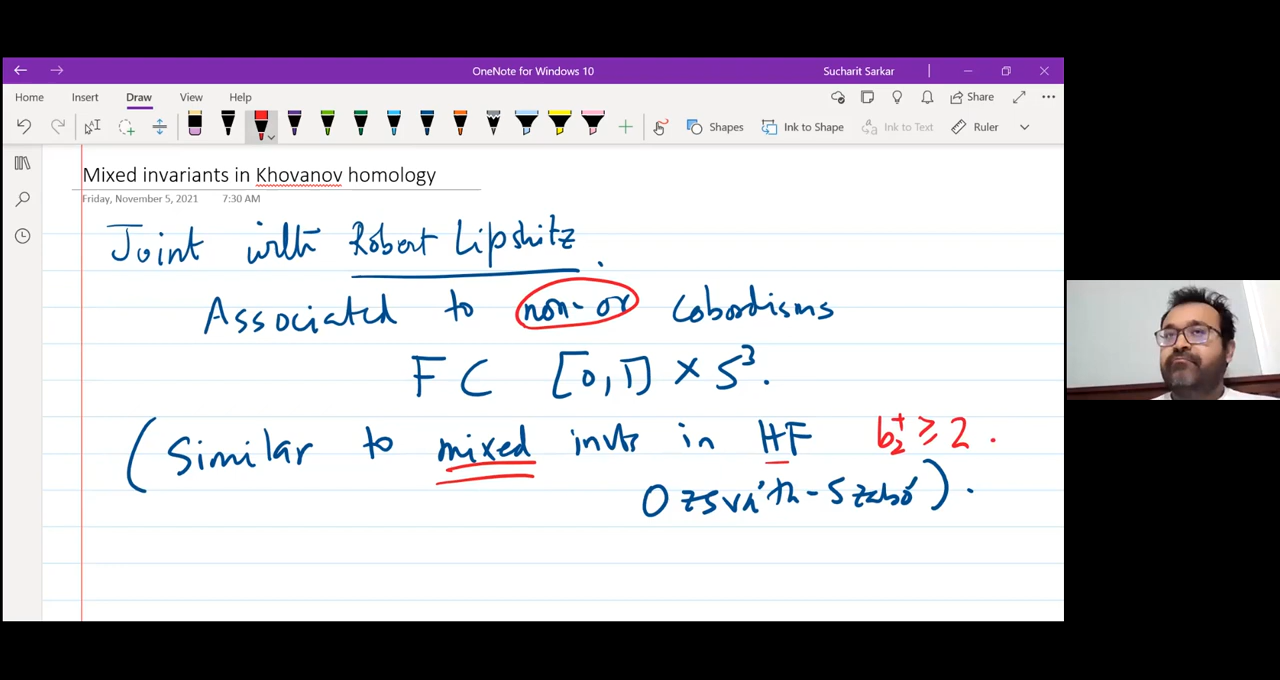 OneNote for Windows 10
Sucharit Sarkar
Home Insert Draw View Help
Share
Shapes Ink to Shape Ink to Text Ruler
Mixed invariants in Khovanov homology
Friday, November 5, 2021 7:30 AM
Joint with Robert Lipshitz.
Associated to non-or cobordisms
F ⊂ [0,1] × S³.
(Similar to mixed invts in HF b₂⁺ ≥ 2.
Ozsváth-Szabó).